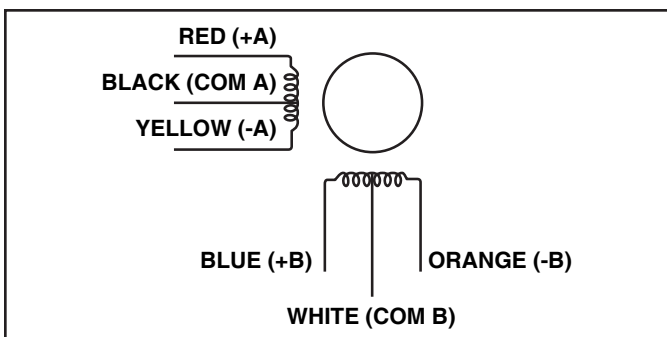 RED (+A)
BLACK (COM A)
YELLOW (-A)
BLUE (+B)
ORANGE (-B)
WHITE (COM B)